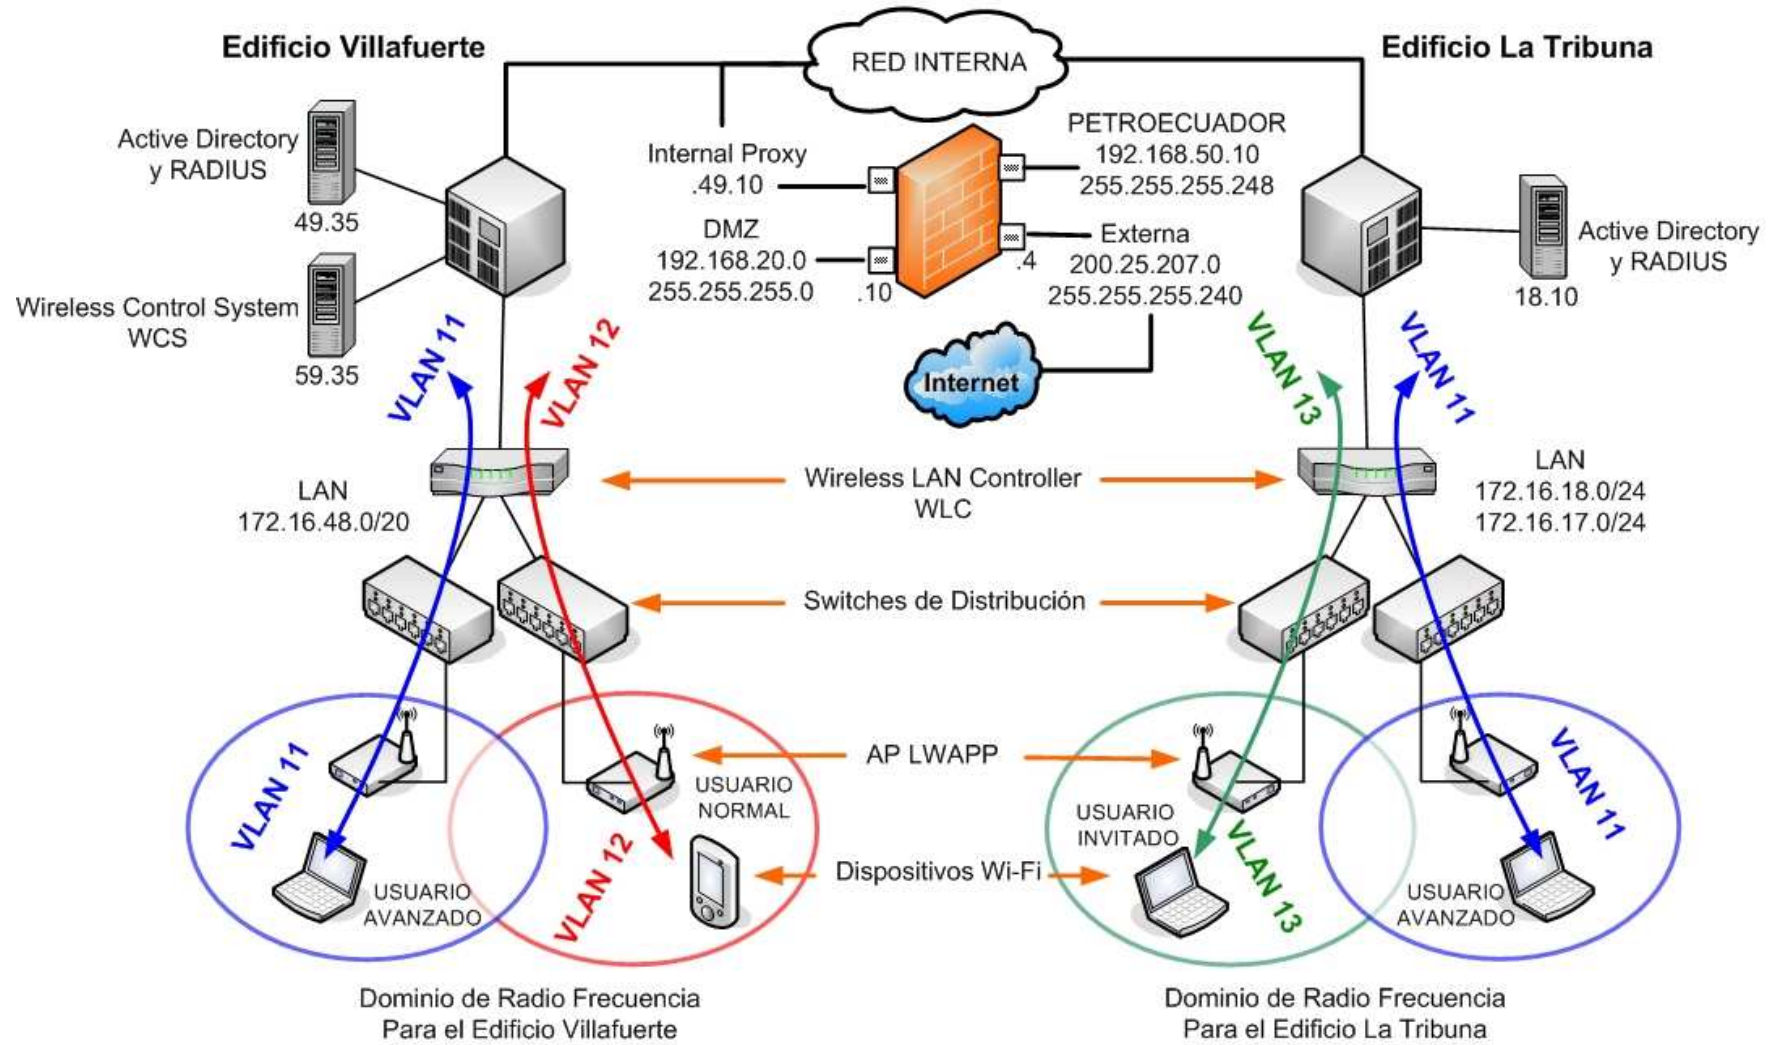 Edificio Villafuerte
RED INTERNA
Edificio La Tribuna
Active Directory
y RADIUS
49.35
Wireless Control System
WCS
59.35
Internal Proxy
.49.10
DMZ
192.168.20.0
255.255.255.0
.10
PETROECUADOR
192.168.50.10
255.255.255.248
.4
Externa
200.25.207.0
255.255.255.240
Internet
Active Directory
y RADIUS
18.10
VLAN 11
VLAN 12
VLAN 13
VLAN 11
LAN
172.16.48.0/20
Wireless LAN Controller
WLC
LAN
172.16.18.0/24
172.16.17.0/24
Switches de Distribución
AP LWAPP
VLAN 11
USUARIO
AVANZADO
USUARIO
NORMAL
VLAN 12
Dispositivos Wi-Fi
USUARIO
INVITADO
VLAN 13
USUARIO
AVANZADO
VLAN 11
Dominio de Radio Frecuencia
Para el Edificio Villafuerte
Dominio de Radio Frecuencia
Para el Edificio La Tribuna